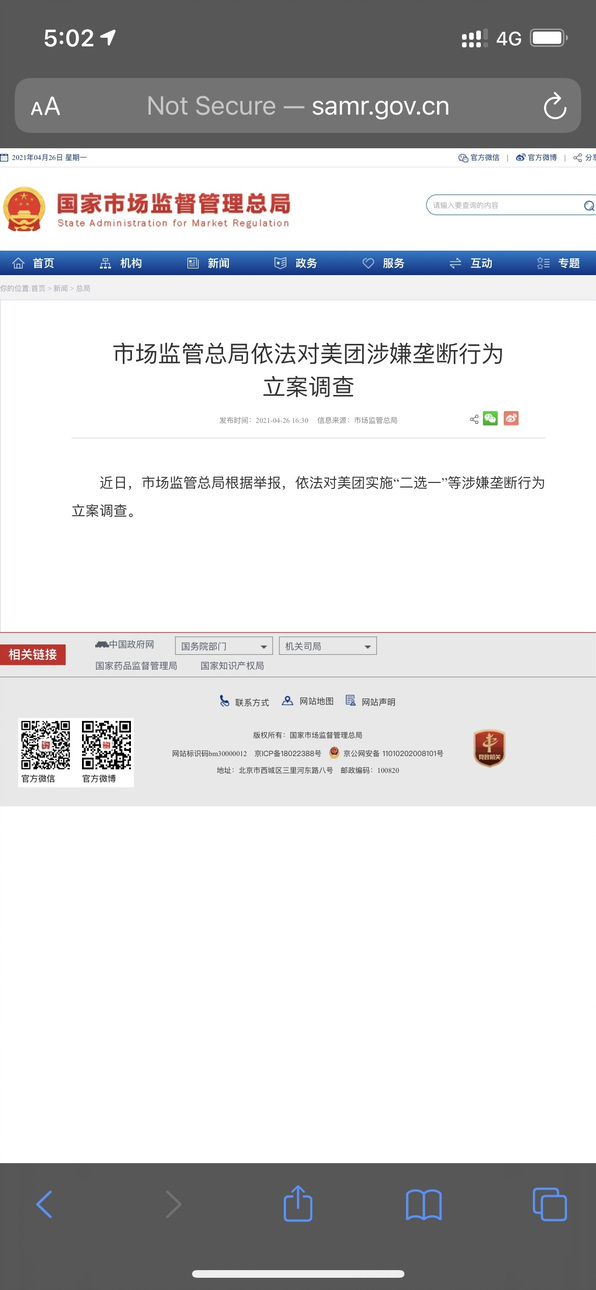 5:02
4G
AA Not Secure — samr.gov.cn
2021年04月26日 星期一 官方微信 | 官方微博 | 分享
国家市场监督管理总局
State Administration for Market Regulation
请输入要查询的内容
首页 机构 新闻 政务 服务 互动 专题
你的位置:首页 > 新闻 > 总局
市场监管总局依法对美团涉嫌垄断行为
立案调查
发布时间：2021-04-26 16:30 信息来源：市场监管总局
近日，市场监管总局根据举报，依法对美团实施“二选一”等涉嫌垄断行为
立案调查。
相关链接
中国政府网 国务院部门 机关司局
国家药品监督管理局 国家知识产权局
联系方式 网站地图 网站声明
版权所有：国家市场监督管理总局
网站标识码bm30000012 京ICP备18022388号 京公网安备 11010202008101号
地址：北京市西城区三里河东路八号 邮政编码：100820
官方微信 官方微博
党政机关